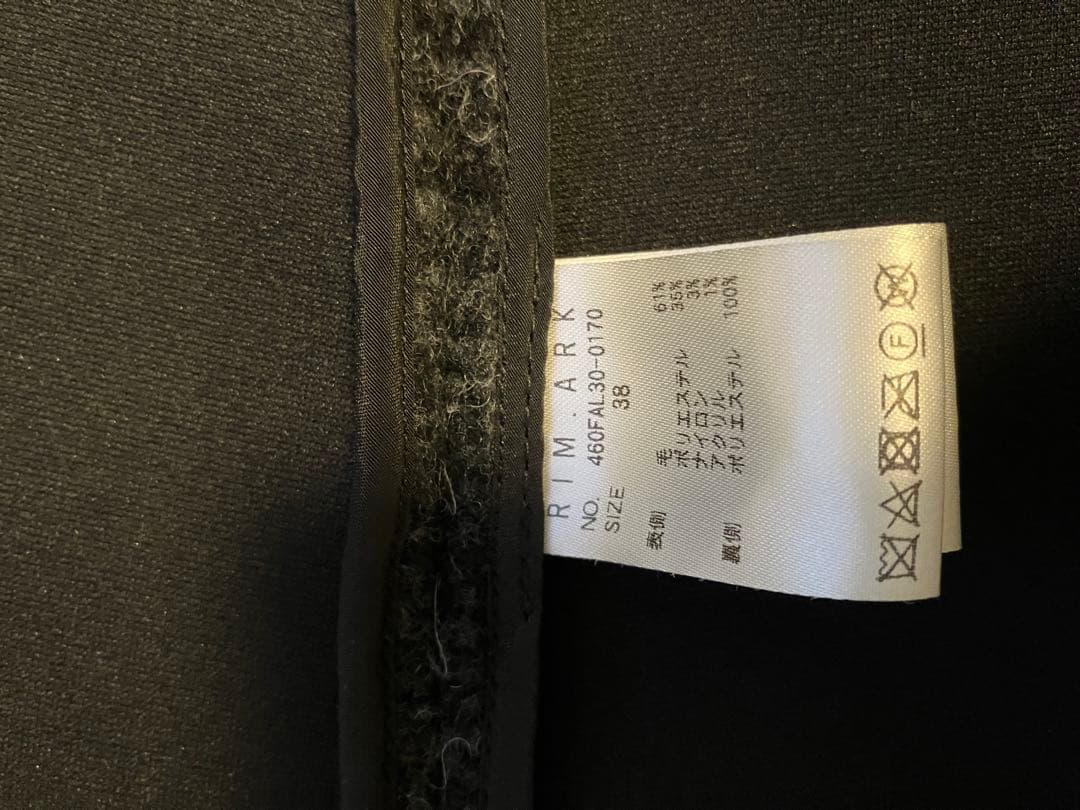 RIM.ARK
NO. 460FAL30-0170
SIZE 38
表側 毛 61%
ポリエステル 35%
ナイロン 3%
アクリル 1%
裏側 ポリエステル 100%
F
W